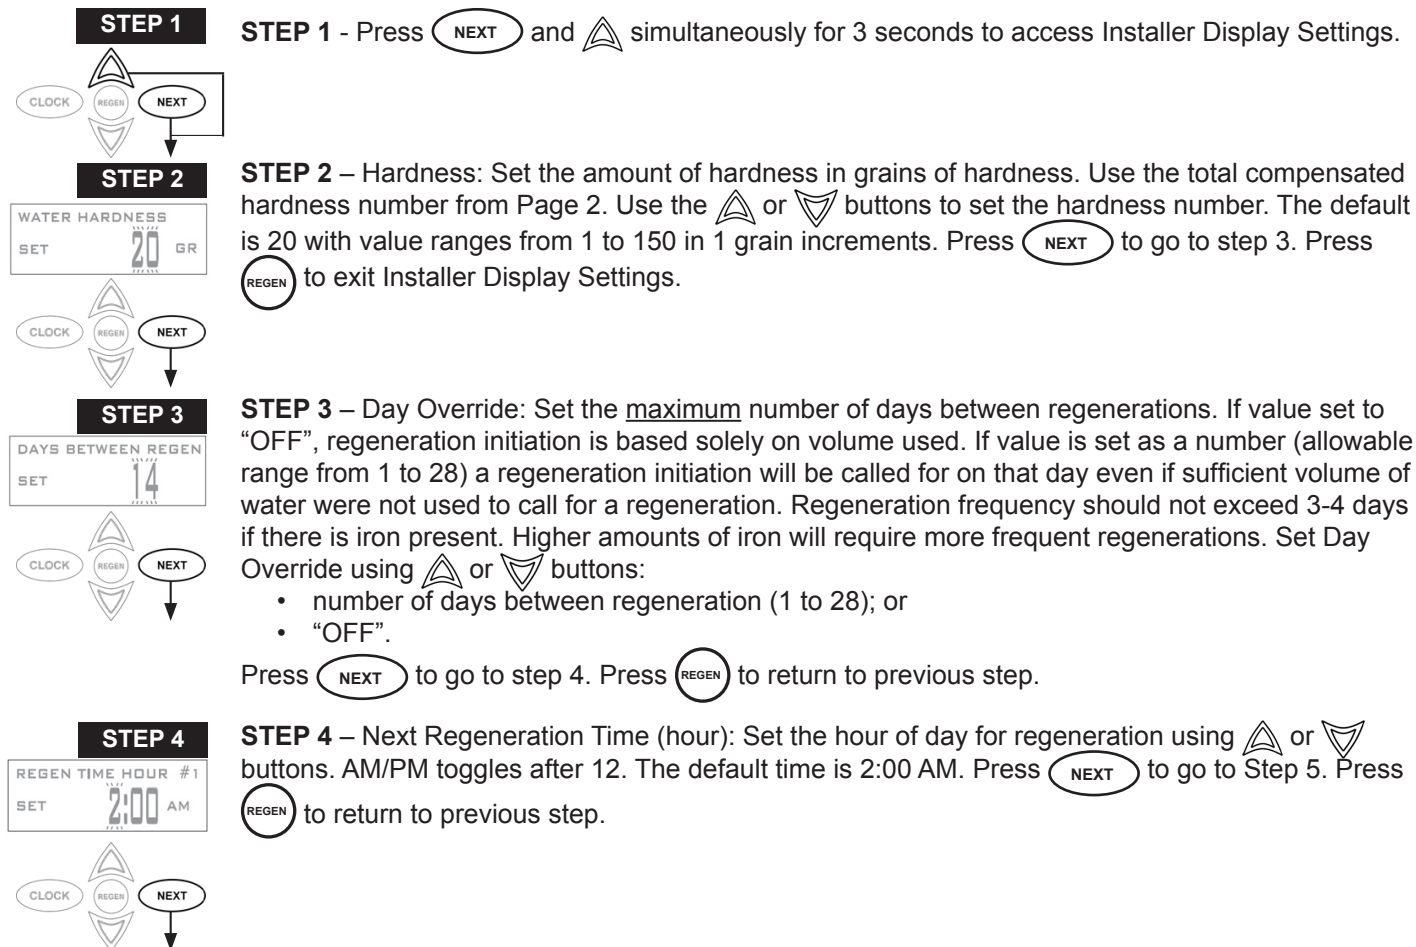 STEP 1
STEP 1 - Press NEXT and simultaneously for 3 seconds to access Installer Display Settings.
CLOCK REGEN NEXT
STEP 2
STEP 2 – Hardness: Set the amount of hardness in grains of hardness. Use the total compensated
hardness number from Page 2. Use the or buttons to set the hardness number. The default
is 20 with value ranges from 1 to 150 in 1 grain increments. Press NEXT to go to step 3. Press
REGEN to exit Installer Display Settings.
WATER HARDNESS
SET 20 GR
CLOCK REGEN NEXT
STEP 3
STEP 3 – Day Override: Set the maximum number of days between regenerations. If value set to
“OFF”, regeneration initiation is based solely on volume used. If value is set as a number (allowable
range from 1 to 28) a regeneration initiation will be called for on that day even if sufficient volume of
water were not used to call for a regeneration. Regeneration frequency should not exceed 3-4 days
if there is iron present. Higher amounts of iron will require more frequent regenerations. Set Day
Override using or buttons:
• number of days between regeneration (1 to 28); or
• “OFF”.
Press NEXT to go to step 4. Press REGEN to return to previous step.
DAYS BETWEEN REGEN
SET 14
CLOCK REGEN NEXT
STEP 4
STEP 4 – Next Regeneration Time (hour): Set the hour of day for regeneration using or
buttons. AM/PM toggles after 12. The default time is 2:00 AM. Press NEXT to go to Step 5. Press
REGEN to return to previous step.
REGEN TIME HOUR #1
SET 2:00 AM
CLOCK REGEN NEXT